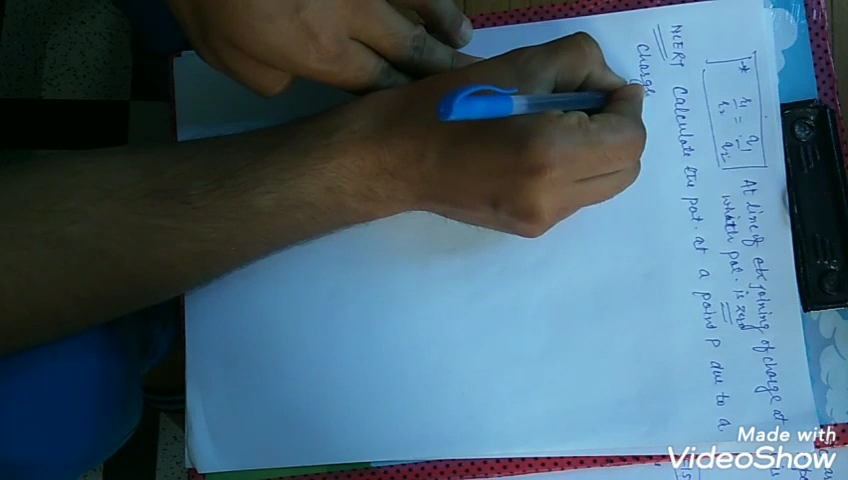 * r1/r2 = q1/q2 At line of joining of charge at
which pot. is zero
NCERT Calculate the pot. at a point P due to a
Charge
Made with
VideoShow